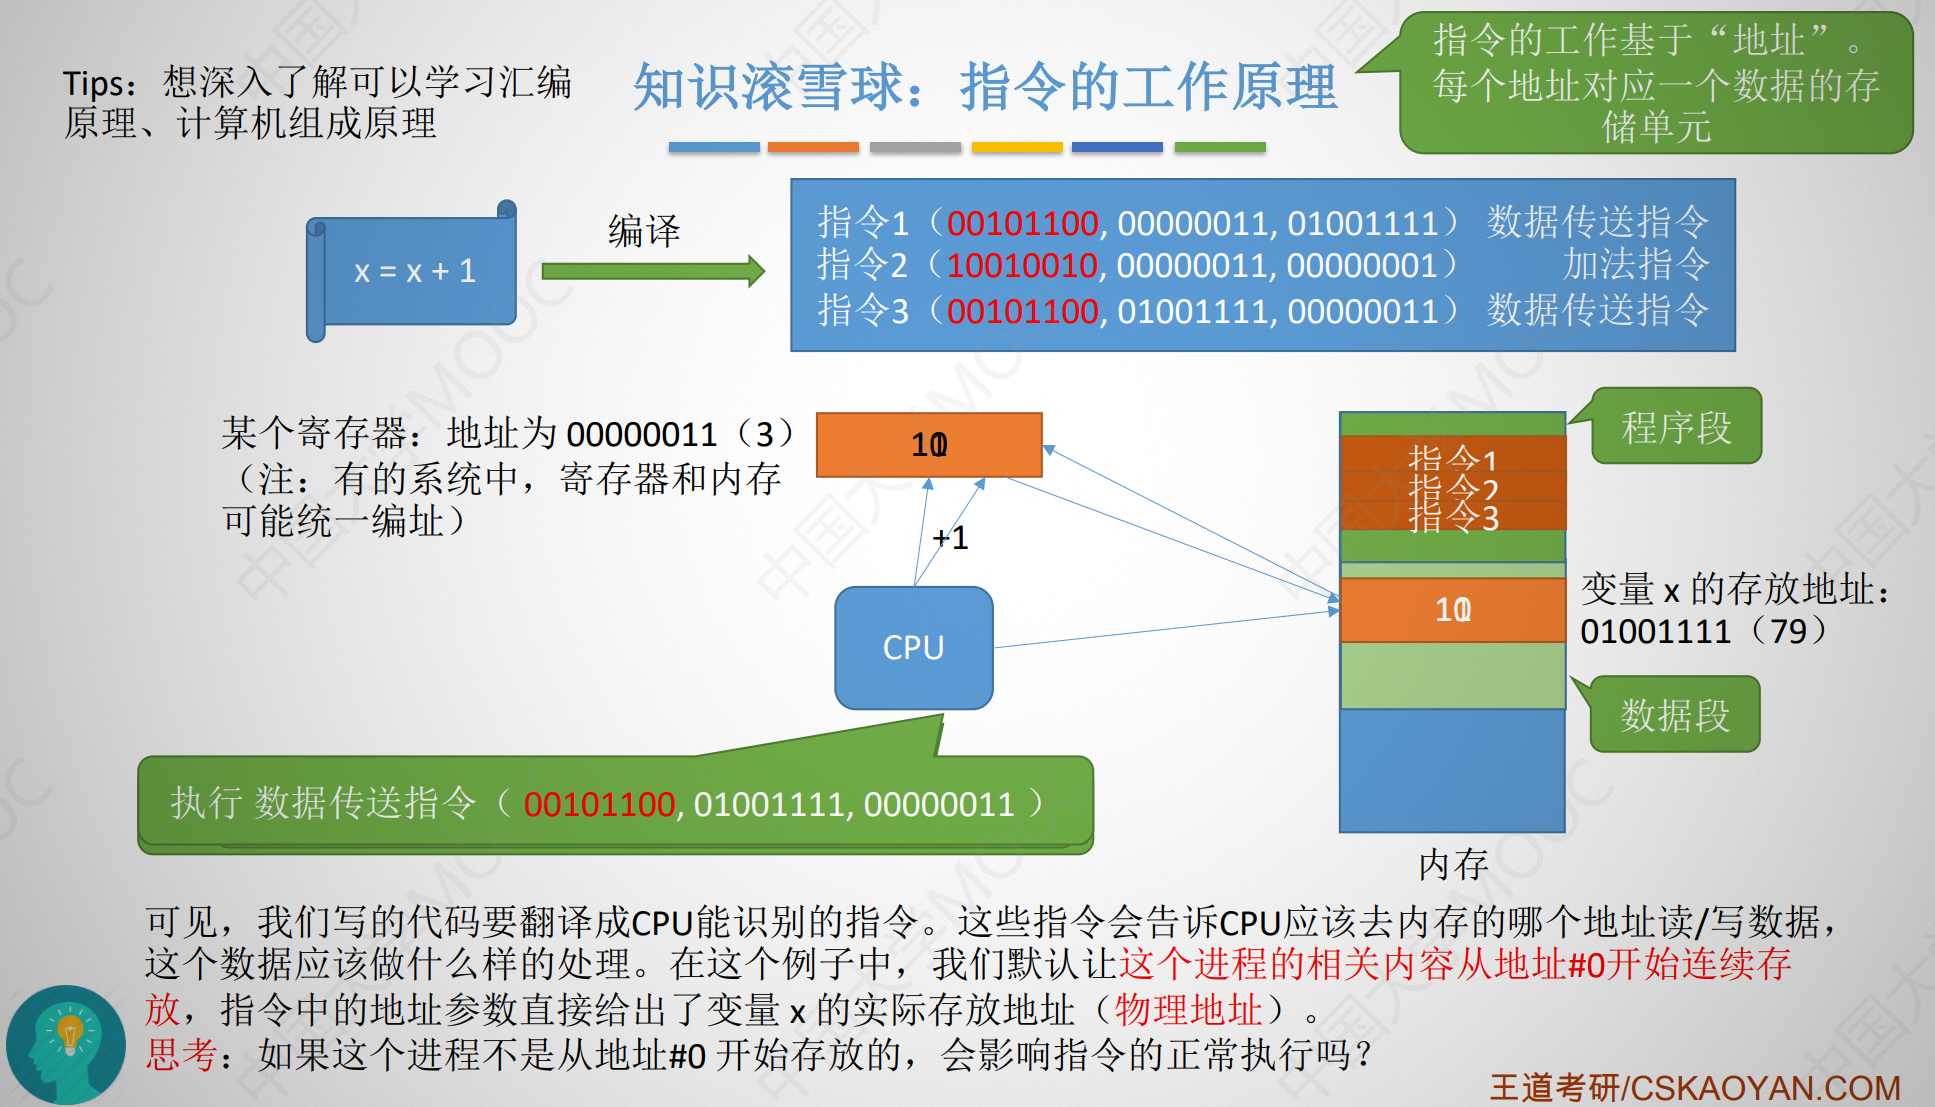 Tips：想深入了解可以学习汇编
原理、计算机组成原理
知识滚雪球：指令的工作原理
指令的工作基于“地址”。
每个地址对应一个数据的存
储单元
x = x + 1
编译
指令1（00101100, 00000011, 01001111） 数据传送指令
指令2（10010010, 00000011, 00000001） 加法指令
指令3（00101100, 01001111, 00000011） 数据传送指令
某个寄存器：地址为 00000011（3）
（注：有的系统中，寄存器和内存
可能统一编址）
+1
CPU
程序段
指令1
指令2
指令3
变量 x 的存放地址：
01001111（79）
数据段
内存
执行 数据传送指令（ 00101100, 01001111, 00000011 ）
可见，我们写的代码要翻译成CPU能识别的指令。这些指令会告诉CPU应该去内存的哪个地址读/写数据，
这个数据应该做什么样的处理。在这个例子中，我们默认让这个进程的相关内容从地址#0开始连续存
放，指令中的地址参数直接给出了变量 x 的实际存放地址（物理地址）。
思考：如果这个进程不是从地址#0 开始存放的，会影响指令的正常执行吗？
王道考研/CSKAOYAN.COM
中国大学MOOC